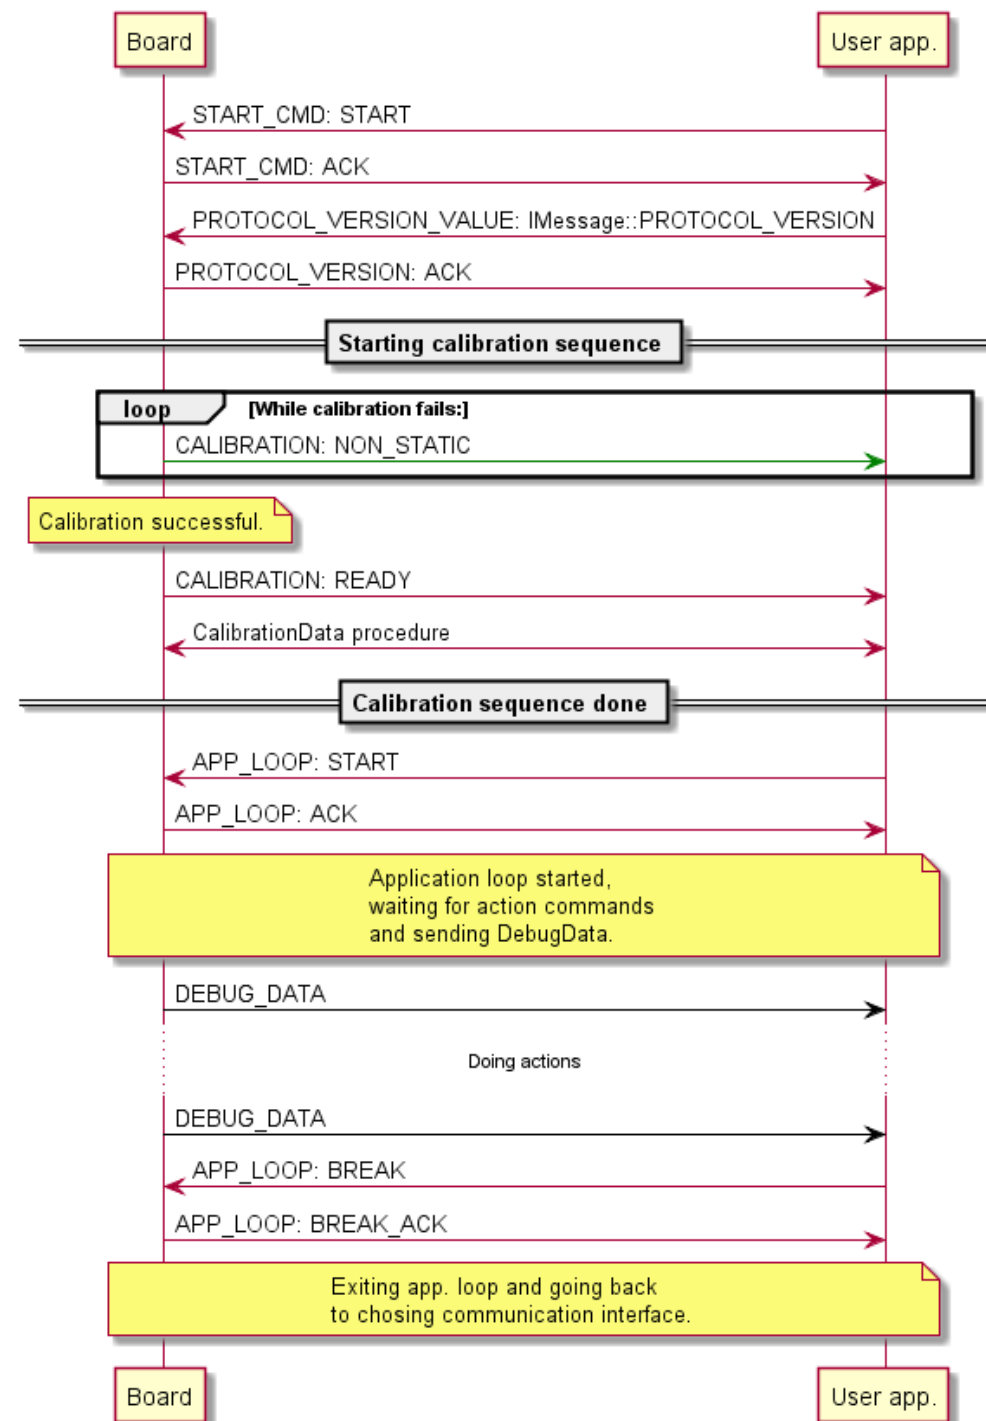 Board
User app.
START_CMD: START
START_CMD: ACK
PROTOCOL_VERSION_VALUE: IMessage::PROTOCOL_VERSION
PROTOCOL_VERSION: ACK
Starting calibration sequence
loop
[While calibration fails:]
CALIBRATION: NON_STATIC
Calibration successful.
CALIBRATION: READY
CalibrationData procedure
Calibration sequence done
APP_LOOP: START
APP_LOOP: ACK
Application loop started,
waiting for action commands
and sending DebugData.
DEBUG_DATA
Doing actions
DEBUG_DATA
APP_LOOP: BREAK
APP_LOOP: BREAK_ACK
Exiting app. loop and going back
to chosing communication interface.
Board
User app.